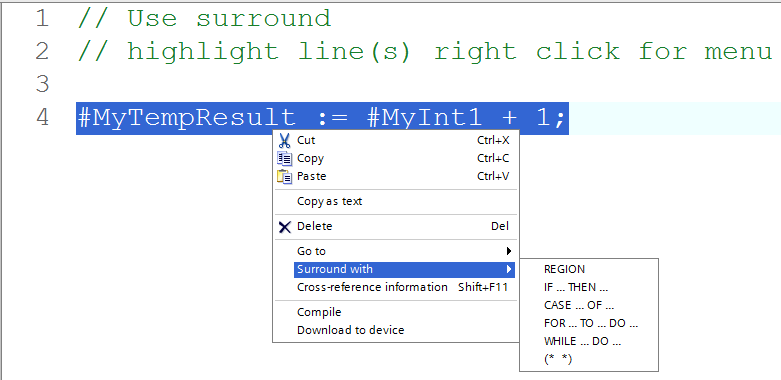 1 // Use surround
2 // highlight line(s) right click for menu
3
4 #MyTempResult := #MyInt1 + 1;
Cut Ctrl+X
Copy Ctrl+C
Paste Ctrl+V
Copy as text
Delete Del
Go to
Surround with
Cross-reference information Shift+F11
Compile
Download to device
REGION
IF ... THEN ...
CASE ... OF ...
FOR ... TO ... DO ...
WHILE ... DO ...
(* *)